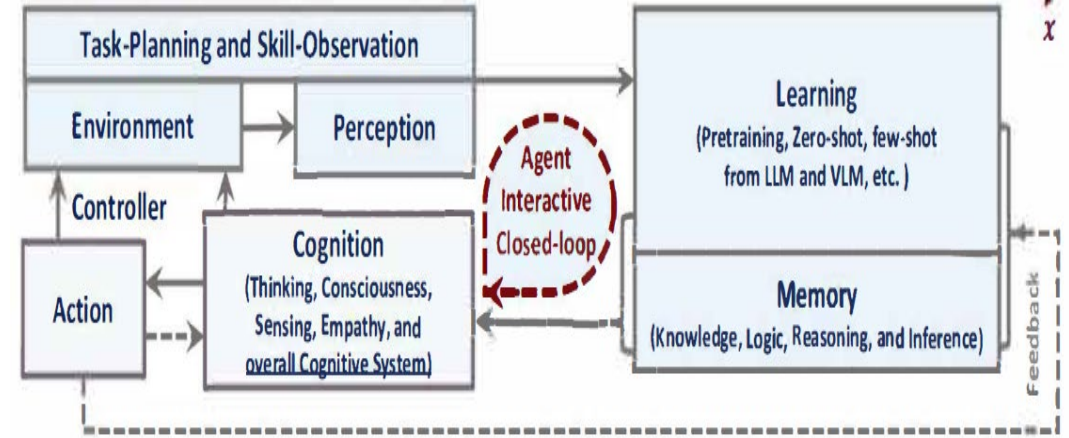 Task-Planning and Skill-Observation
Environment
Perception
Controller
Action
Cognition
(Thinking, Consciousness,
Sensing, Empathy, and
overall Cognitive System)
Agent
Interactive
Closed-loop
Learning
(Pretraining, Zero-shot, few-shot
from LLM and VLM, etc. )
Memory
(Knowledge, Logic, Reasoning, and Inference)
Feedback
x